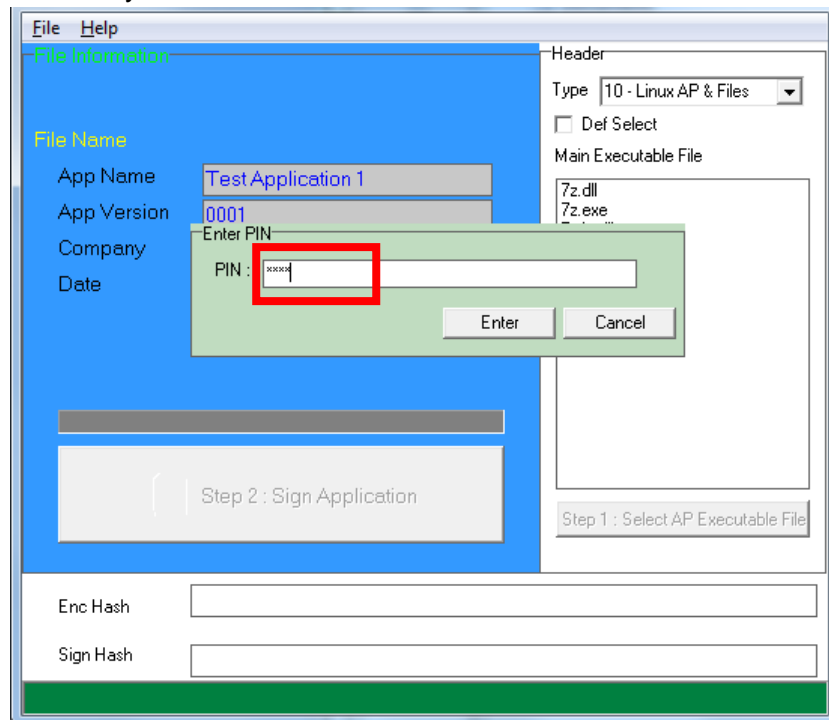 File Help
File Information
File Name
App Name Test Application 1
App Version 0001
Company
Date
Header
Type 10 - Linux AP & Files
Def Select
Main Executable File
7z.dll
7z.exe
Enter PIN
PIN : ****
Enter Cancel
Step 2 : Sign Application
Step 1 : Select AP Executable File
Enc Hash
Sign Hash